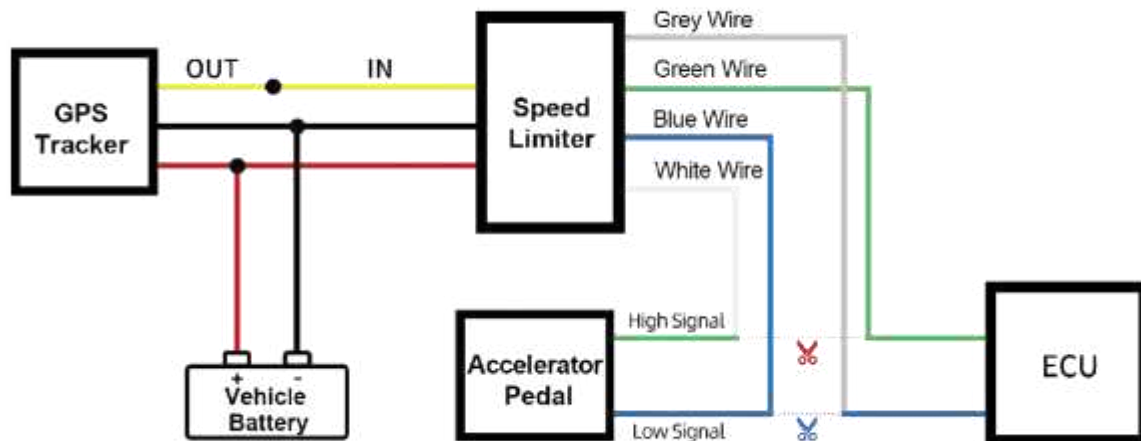 Grey Wire
OUT
IN
Green Wire
GPS
Tracker
Speed
Limiter
Blue Wire
White Wire
High Signal
Accelerator
Pedal
ECU
+
-
Vehicle
Battery
Low Signal